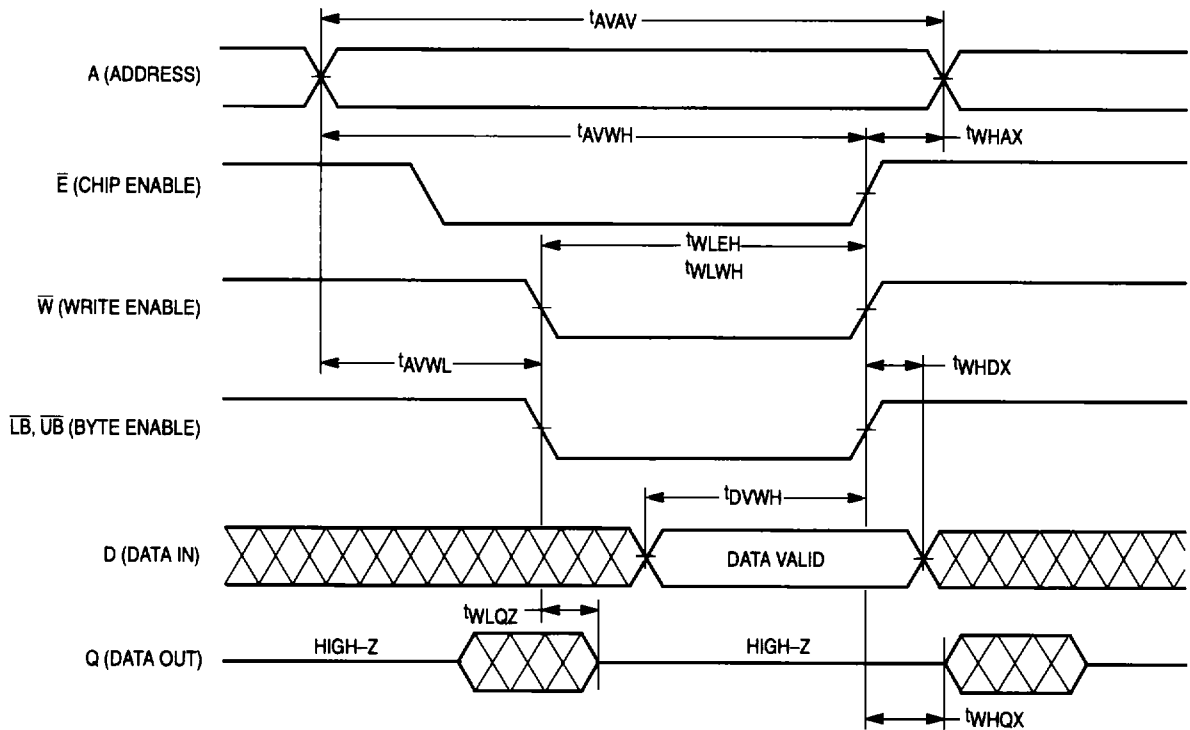 tAVAV
A (ADDRESS)
tAVWH
tWHAX
E̅ (CHIP ENABLE)
tWLEH
tWLWH
W̅ (WRITE ENABLE)
tAVWL
tWHDX
L̅B̅, U̅B̅ (BYTE ENABLE)
tDVWH
D (DATA IN)
DATA VALID
tWLQZ
Q (DATA OUT)
HIGH–Z
HIGH–Z
tWHQX